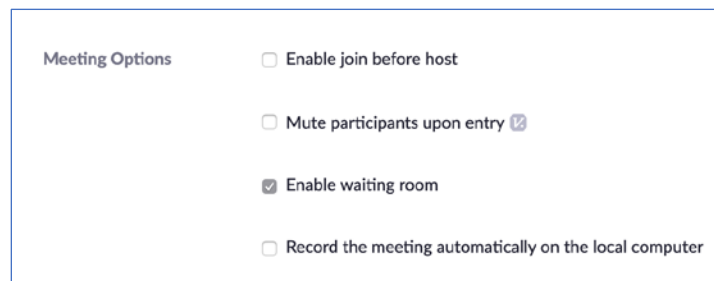 Meeting Options
Enable join before host
Mute participants upon entry
Enable waiting room
Record the meeting automatically on the local computer